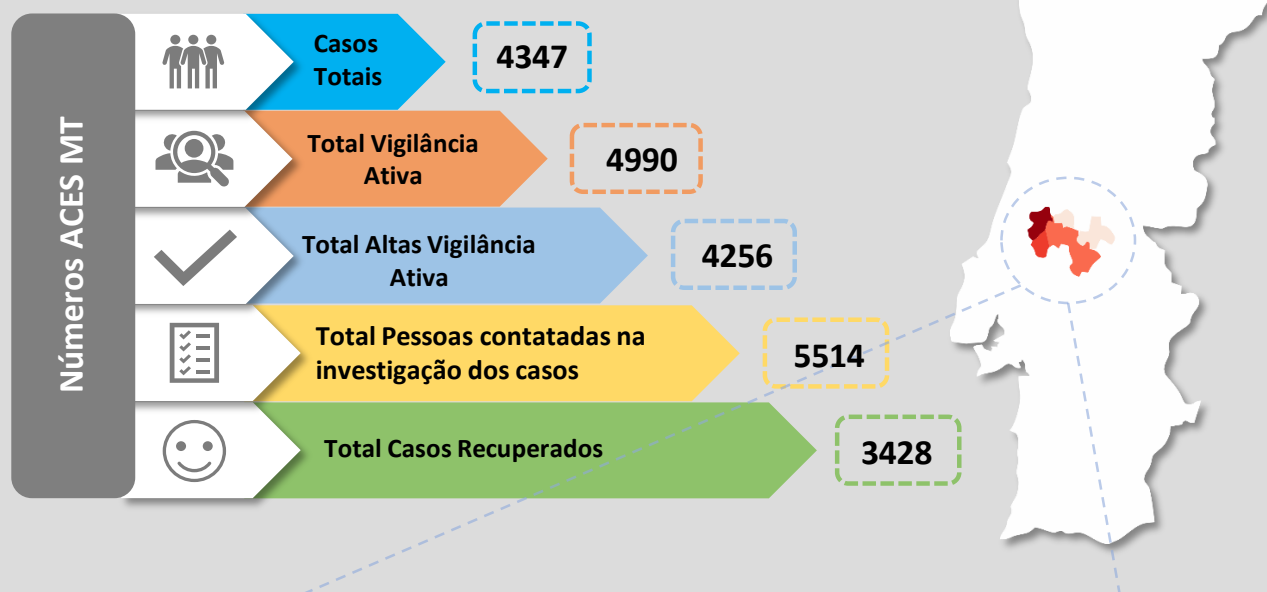 Números ACES MT
Casos
Totais
4347
Total Vigilância
Ativa
4990
Total Altas Vigilância
Ativa
4256
Total Pessoas contatadas na
investigação dos casos
5514
Total Casos Recuperados
3428